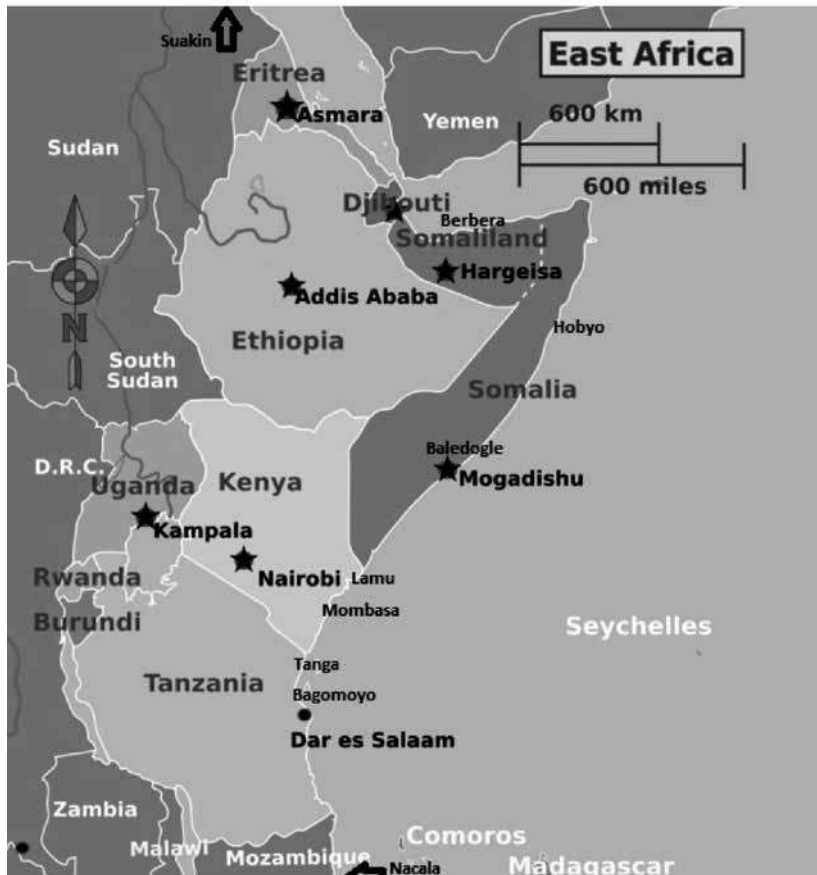 Suakin
East Africa
Eritrea
Asmara
Yemen
600 km
Sudan
600 miles
Djibouti
Berbera
Somaliland
Hargeisa
Addis Ababa
N
Hobyo
Ethiopia
South
Sudan
Somalia
Baledogle
D.R.C.
Kenya
Uganda
Mogadishu
Kampala
Nairobi
Lamu
Rwanda
Mombasa
Burundi
Seychelles
Tanga
Tanzania
Bagomoyo
Dar es Salaam
Zambia
Comoros
Malawi
Mozambique
Nacala
Madagascar